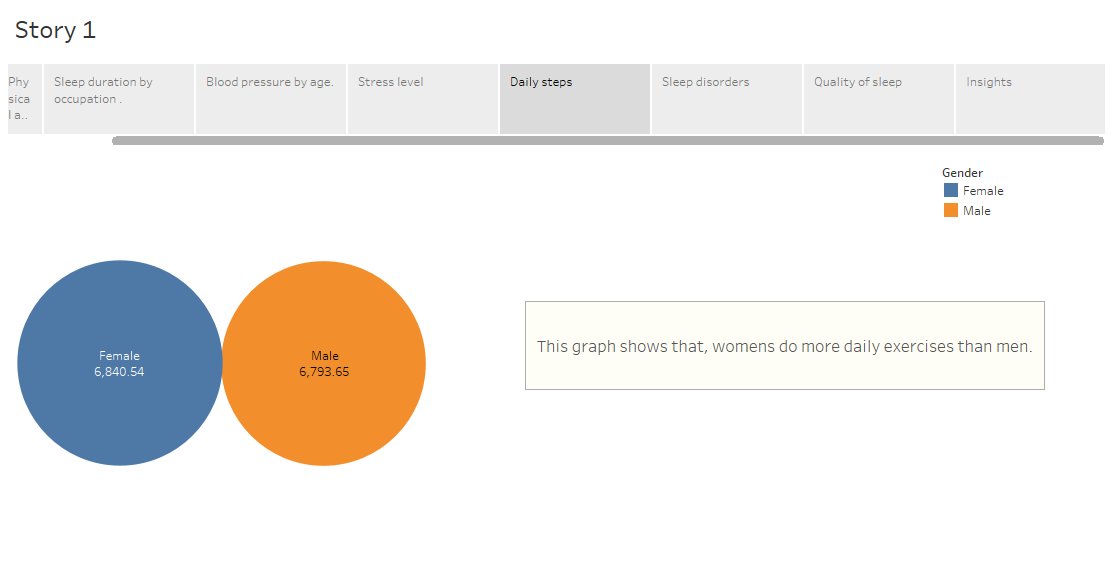 Story 1
Phy
sica
l a..
Sleep duration by
occupation .
Blood pressure by age.
Stress level
Daily steps
Sleep disorders
Quality of sleep
Insights
Gender
Female
Male
Female
6,840.54
Male
6,793.65
This graph shows that, womens do more daily exercises than men.